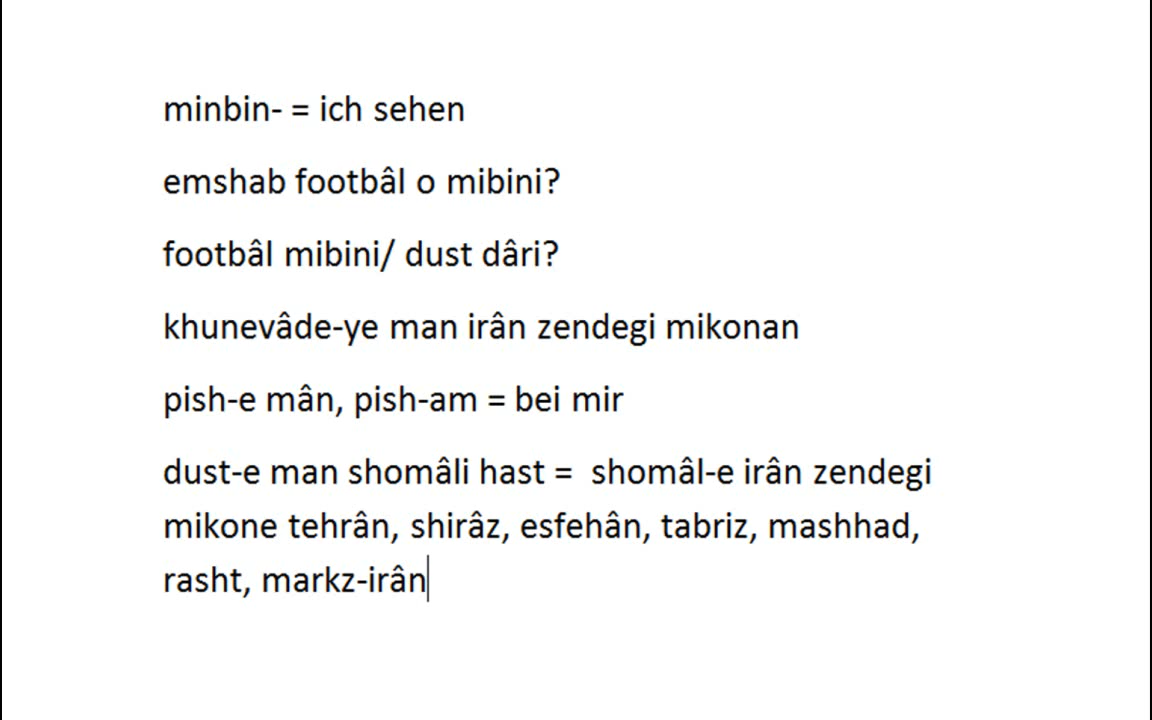 minbin- = ich sehen
emshab footbâl o mibini?
footbâl mibini/ dust dâri?
khunevâde-ye man irân zendegi mikonan
pish-e mân, pish-am = bei mir
dust-e man shomâli hast =  shomâl-e irân zendegi
mikone tehrân, shirâz, esfehân, tabriz, mashhad,
rasht, markz-irân